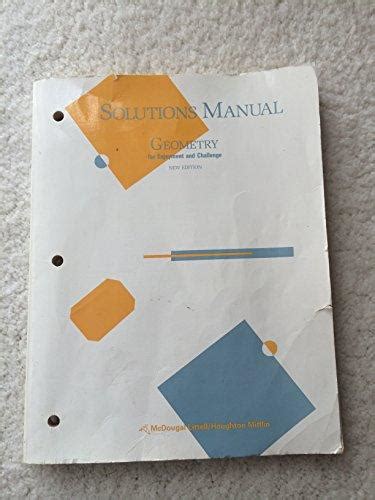 SOLUTIONS MANUAL
GEOMETRY
for Enjoyment and Challenge
NEW EDITION
McDougal Littell/Houghton Mifflin